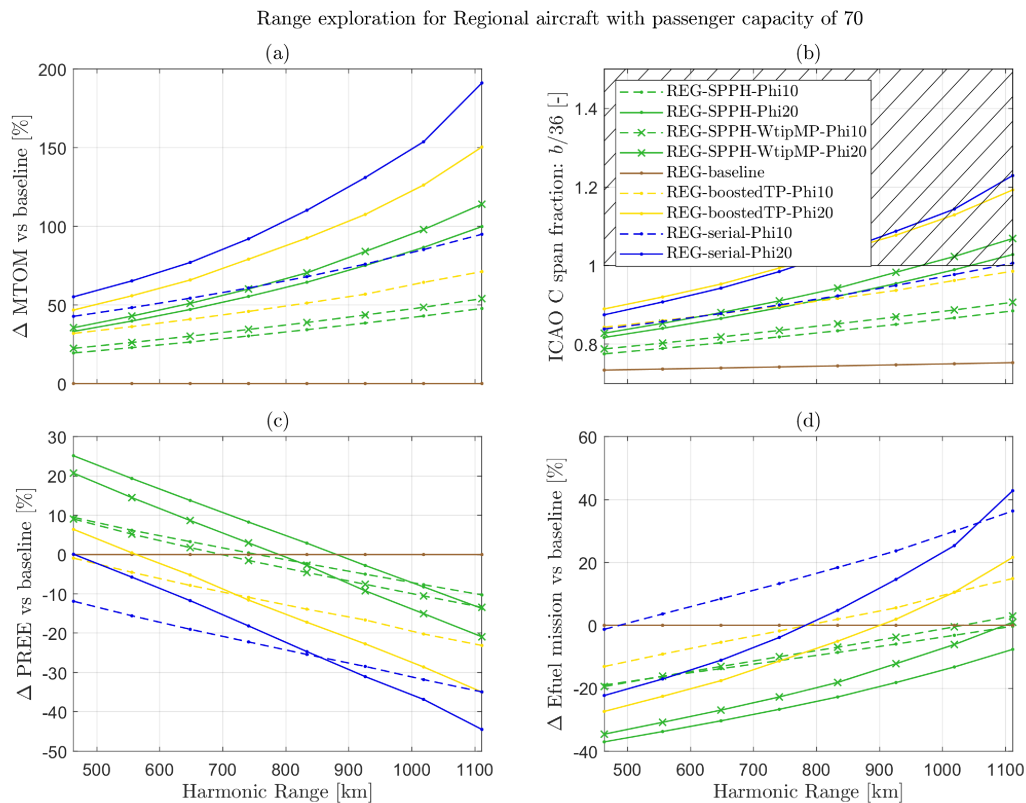 Range exploration for Regional aircraft with passenger capacity of 70
(a)
200
150
100
50
0
Δ MTOM vs baseline [%]
(b)
1.4
1.2
1
0.8
ICAO C span fraction: b/36 [-]
REG-SPPH-Phi10
REG-SPPH-Phi20
REG-SPPH-WtipMP-Phi10
REG-SPPH-WtipMP-Phi20
REG-baseline
REG-boostedTP-Phi10
REG-boostedTP-Phi20
REG-serial-Phi10
REG-serial-Phi20
(c)
30
20
10
0
-10
-20
-30
-40
-50
Δ PREE vs baseline [%]
500 600 700 800 900 1000 1100
Harmonic Range [km]
(d)
60
40
20
0
-20
-40
Δ Efuel mission vs baseline [%]
500 600 700 800 900 1000 1100
Harmonic Range [km]